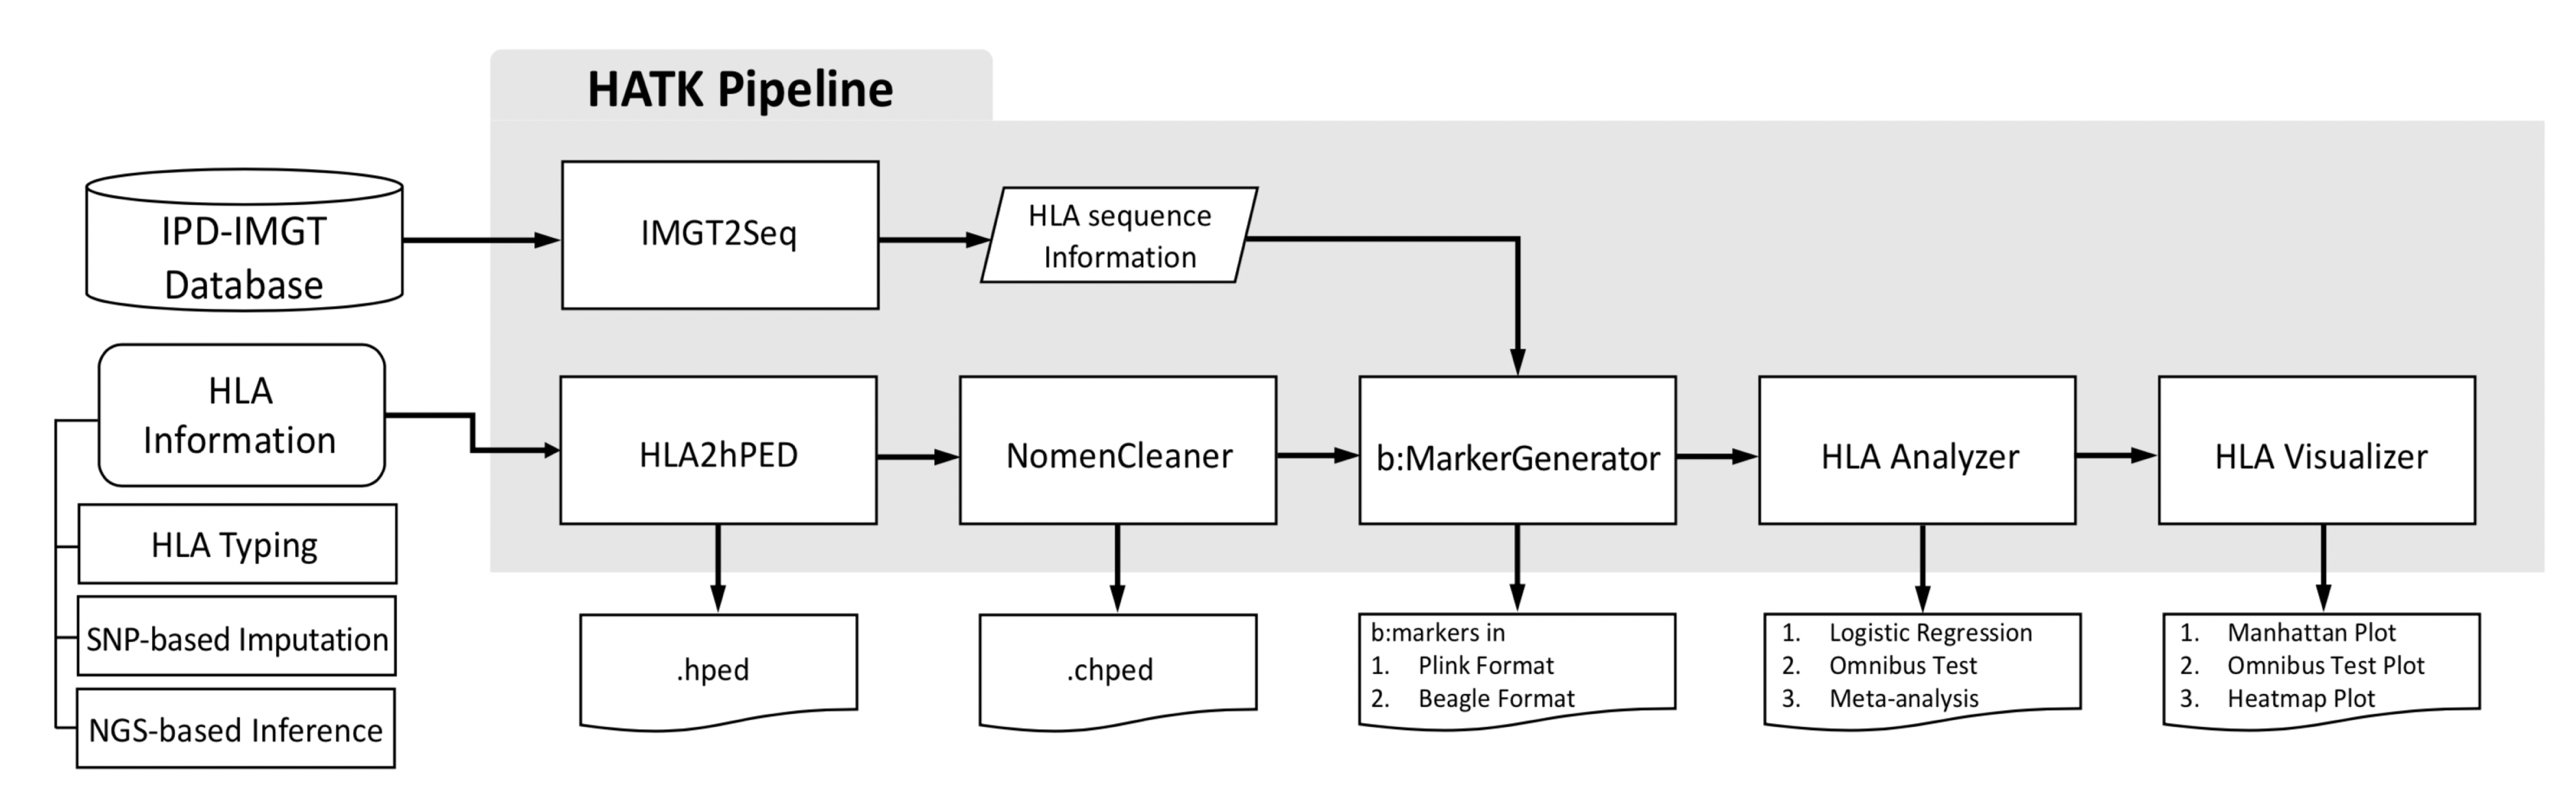 HATK Pipeline
IPD-IMGT
Database
IMGT2Seq
HLA sequence
Information
HLA
Information
HLA Typing
SNP-based Imputation
NGS-based Inference
HLA2hPED
NomenCleaner
b:MarkerGenerator
HLA Analyzer
HLA Visualizer
.hped
.chped
b:markers in
1. Plink Format
2. Beagle Format
1. Logistic Regression
2. Omnibus Test
3. Meta-analysis
1. Manhattan Plot
2. Omnibus Test Plot
3. Heatmap Plot